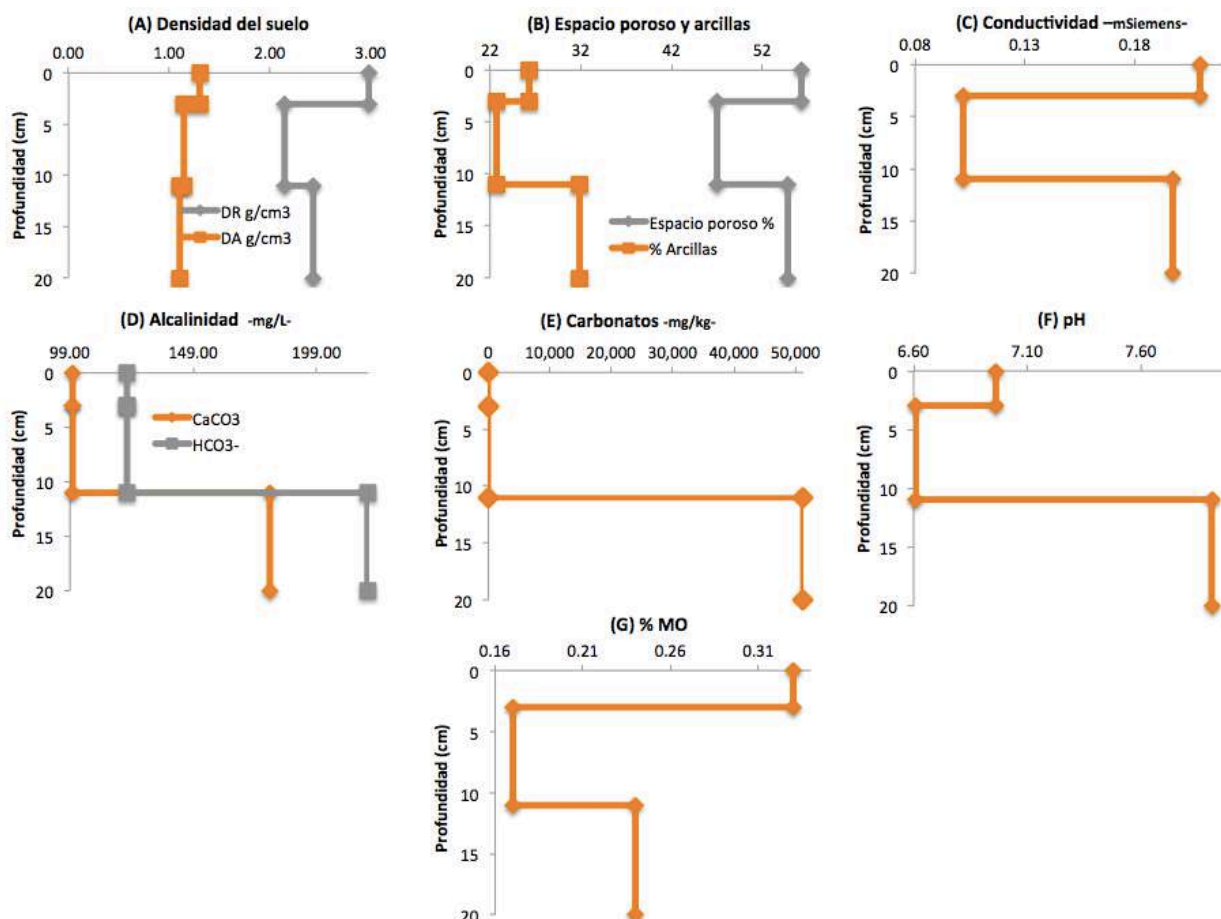 (A) Densidad del suelo
0.00 1.00 2.00 3.00
0
5
10
15
20
Profundidad (cm)
DR g/cm3
DA g/cm3
(B) Espacio poroso y arcillas
22 32 42 52
0
5
10
15
20
Profundidad (cm)
Espacio poroso %
% Arcillas
(C) Conductividad —mSiemens-
0.08 0.13 0.18
0
5
10
15
20
Profundidad (cm)
(D) Alcalinidad -mg/L-
99.00 149.00 199.00
0
5
10
15
20
Profundidad (cm)
CaCO3
HCO3-
(E) Carbonatos -mg/kg-
0 10,000 20,000 30,000 40,000 50,000
0
5
10
15
20
Profundidad (cm)
(F) pH
6.60 7.10 7.60
0
5
10
15
20
Profundidad (cm)
(G) % MO
0.16 0.21 0.26 0.31
0
5
10
15
20
Profundidad (cm)